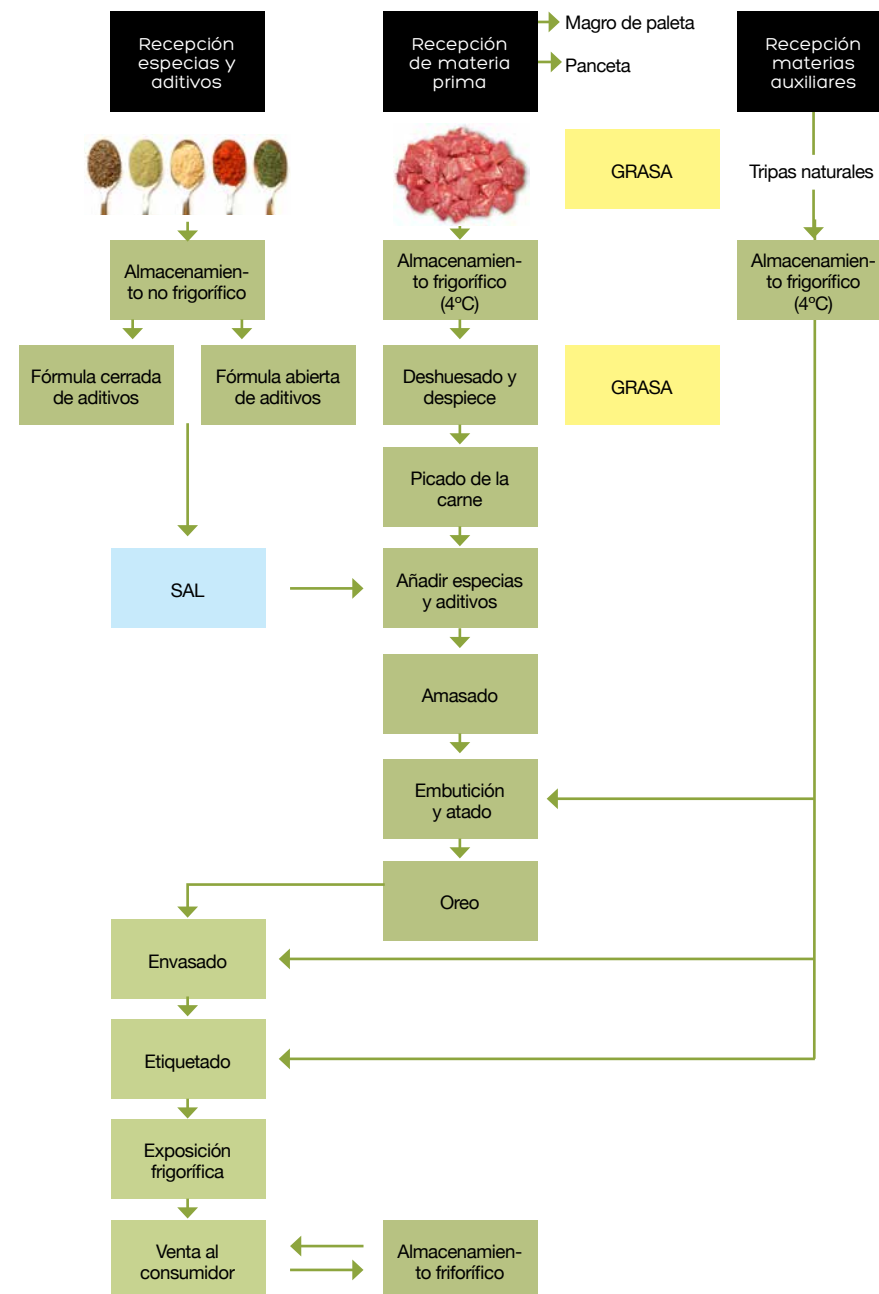 Recepción
especias y
aditivos
Recepción
de materia
prima
Magro de paleta
Panceta
Recepción
materias
auxiliares
GRASA
Tripas naturales
Almacenamien-
to no frigorífico
Almacenamien-
to frigorífico
(4ºC)
Almacenamien-
to frigorífico
(4ºC)
Fórmula cerrada
de aditivos
Fórmula abierta
de aditivos
Deshuesado y
despiece
GRASA
Picado de la
carne
SAL
Añadir especias
y aditivos
Amasado
Embutición
y atado
Oreo
Envasado
Etiquetado
Exposición
frigorífica
Venta al
consumidor
Almacenamien-
to friforífico